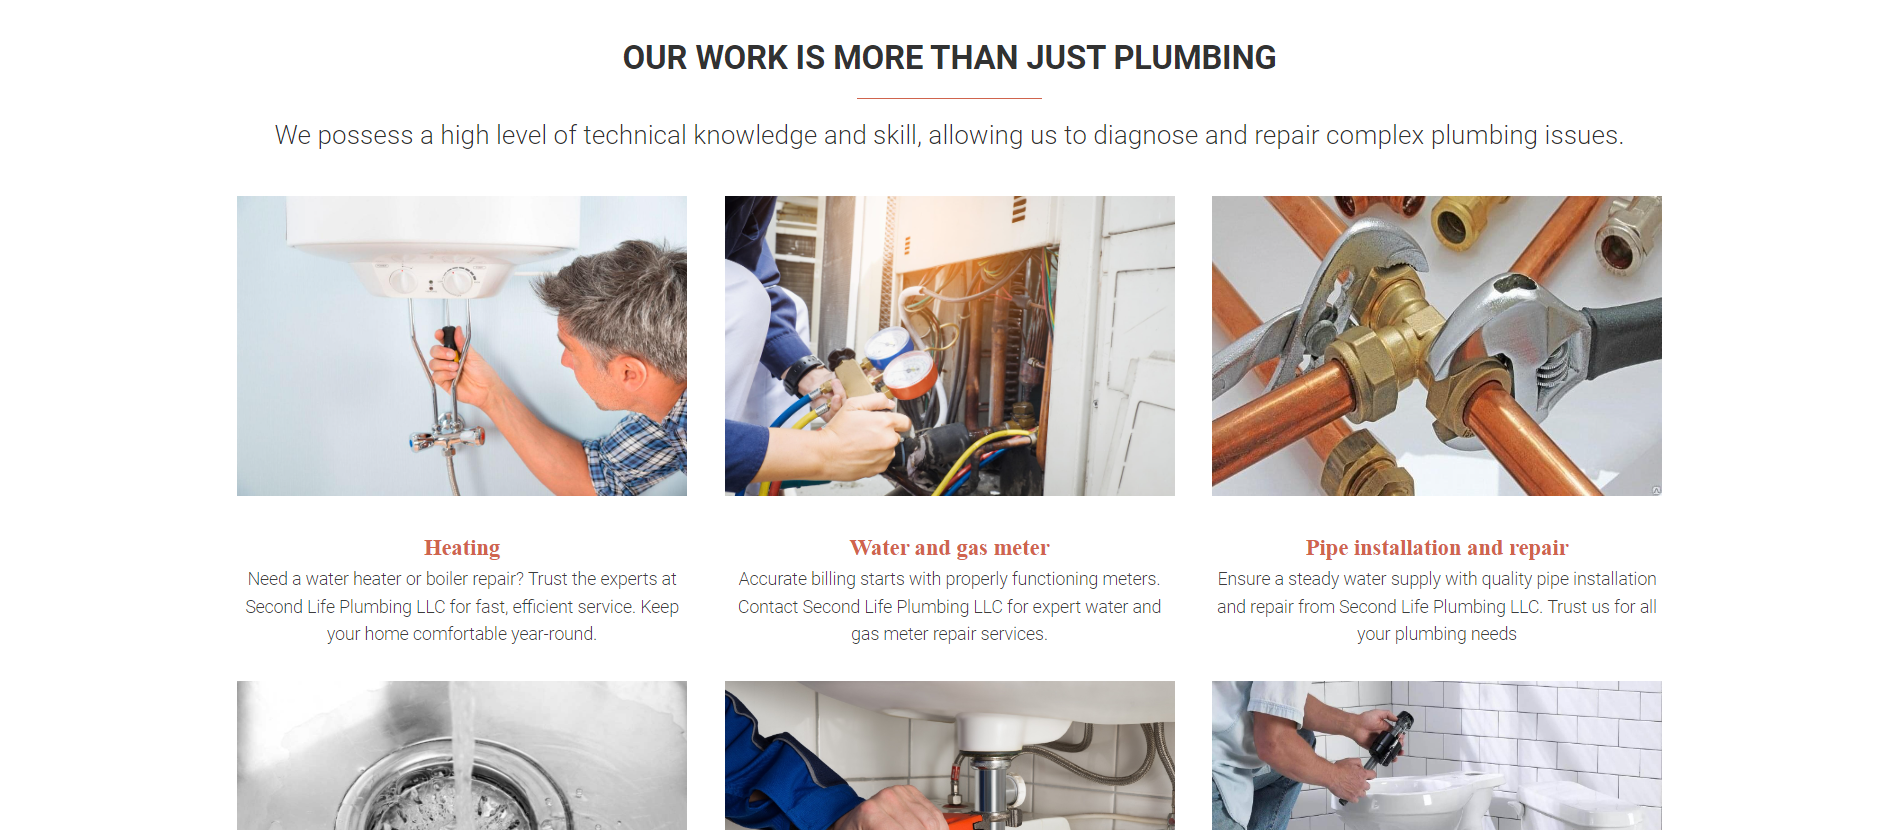 OUR WORK IS MORE THAN JUST PLUMBING
We possess a high level of technical knowledge and skill, allowing us to diagnose and repair complex plumbing issues.
Heating
Need a water heater or boiler repair? Trust the experts at
Second Life Plumbing LLC for fast, efficient service. Keep
your home comfortable year-round.
Water and gas meter
Accurate billing starts with properly functioning meters.
Contact Second Life Plumbing LLC for expert water and
gas meter repair services.
Pipe installation and repair
Ensure a steady water supply with quality pipe installation
and repair from Second Life Plumbing LLC. Trust us for all
your plumbing needs